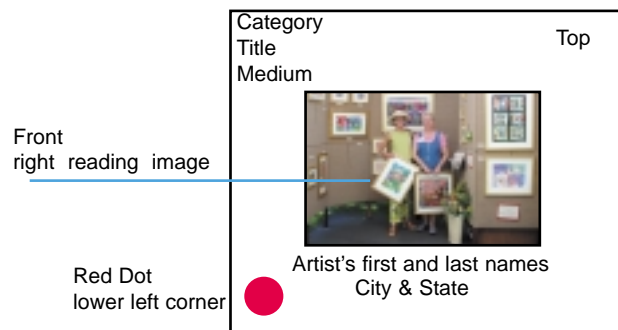 Category
Title
Medium
Top
Front
right reading image
Artist's first and last names
City & State
Red Dot
lower left corner